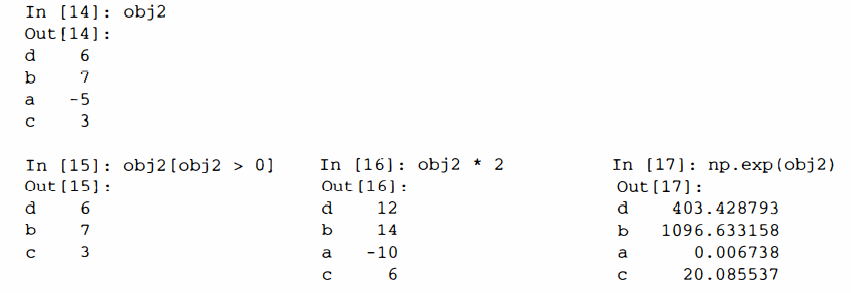 In [14]: obj2
Out[14]:
d 6
b 7
a -5
c 3
In [15]: obj2[obj2 > 0]
Out[15]:
d 6
b 7
c 3
In [16]: obj2 * 2
Out[16]:
d 12
b 14
a -10
c 6
In [17]: np.exp(obj2)
Out[17]:
d 403.428793
b 1096.633158
a 0.006738
c 20.085537